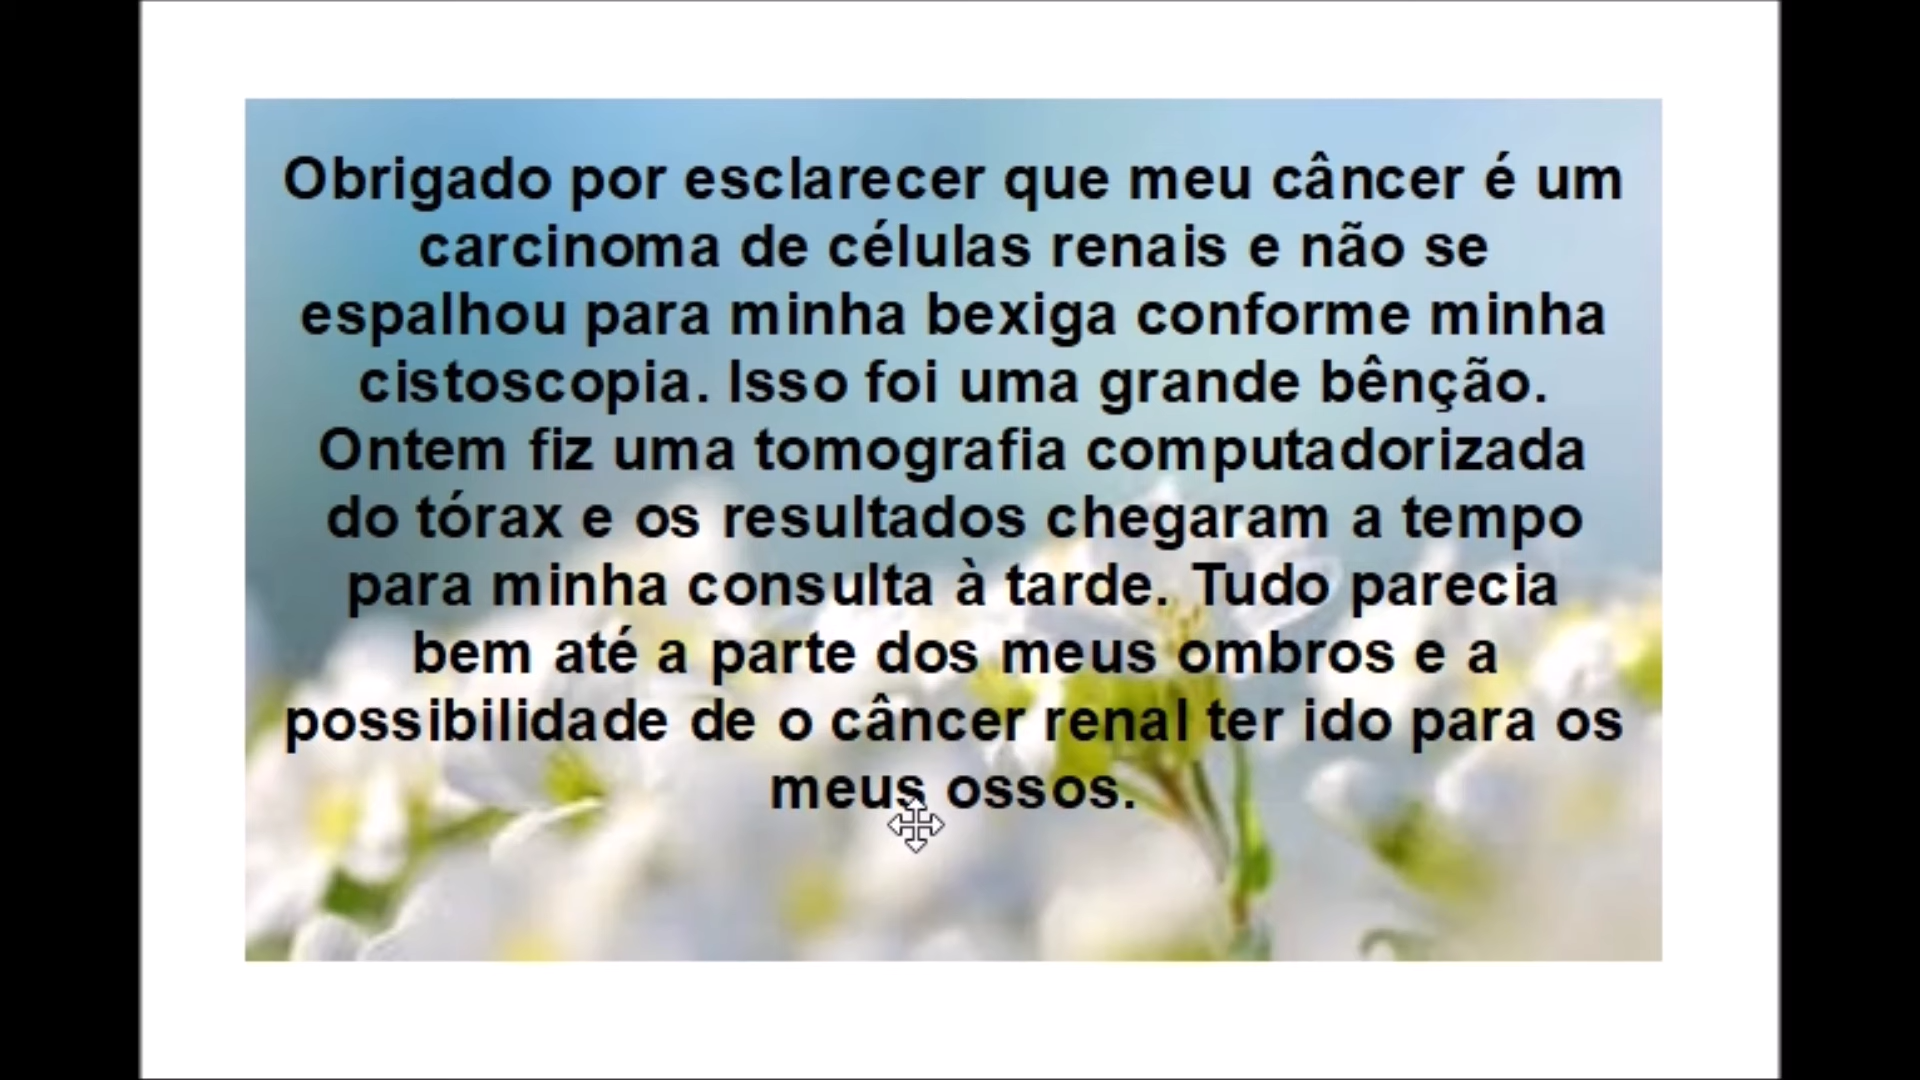 Obrigado por esclarecer que meu câncer é um
carcinoma de células renais e não se
espalhou para minha bexiga conforme minha
cistoscopia. Isso foi uma grande bênção.
Ontem fiz uma tomografia computadorizada
do tórax e os resultados chegaram a tempo
para minha consulta à tarde. Tudo parecia
bem até a parte dos meus ombros e a
possibilidade de o câncer renal ter ido para os
meus ossos.